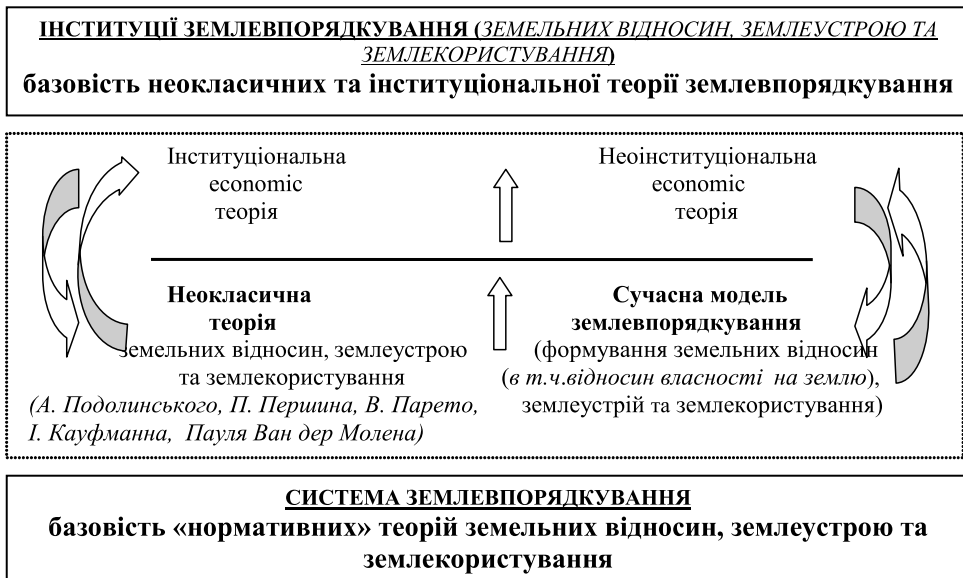 ІНСТИТУЦІЇ ЗЕМЛЕВПОРЯДКУВАННЯ (ЗЕМЕЛЬНИХ ВІДНОСИН, ЗЕМЛЕУСТРОЮ ТА
ЗЕМЛЕКОРИСТУВАННЯ)
базовість неокласичних та інституціональної теорії землевпорядкування
Інституціональна
economic
теорія
Неоінституціональна
economic
теорія
Неокласична
теорія
земельних відносин, землеустрою
та землекористування
(А. Подолинського, П. Першина, В. Парето,
І. Кауфманна, Пауля Ван дер Молена)
Сучасна модель
землевпорядкування
(формування земельних відносин
(в т.ч.відносин власності на землю),
землеустрій та землекористування)
СИСТЕМА ЗЕМЛЕВПОРЯДКУВАННЯ
базовість «нормативних» теорій земельних відносин, землеустрою та
землекористування